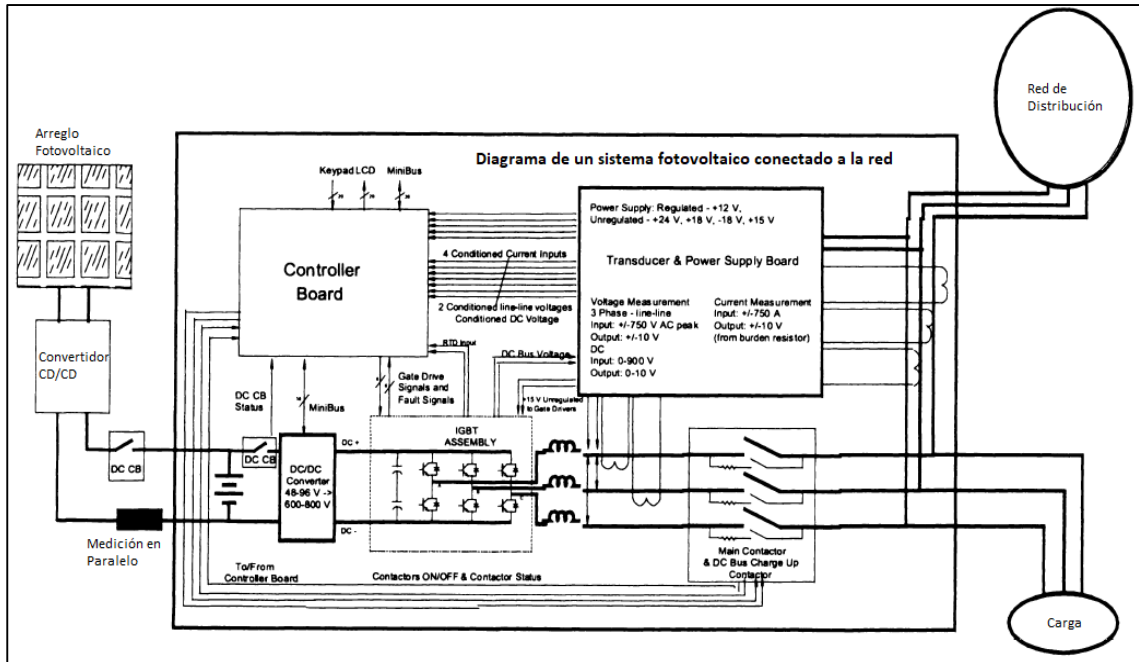 Red de
Distribución
Arreglo
Fotovoltaico
Diagrama de un sistema fotovoltaico conectado a la red
Keypad LCD MiniBus
Power Supply: Regulated - +12 V,
Unregulated - +24 V, +18 V, -18 V, +15 V
Controller
Board
4 Conditioned Current Inputs
Transducer & Power Supply Board
2 Conditioned line-line voltages
Conditioned DC Voltage
Voltage Measurement
3 Phase - line-line
Input: +/-750 V AC peak
Output: +/-10 V
DC
Input: 0-900 V
Output: 0-10 V
Current Measurement
Input: +/-750 A
Output: +/-10 V
(from burden resistor)
Convertidor
CD/CD
RTD Input
DC Bus Voltage
DC CB
Status
MiniBus
Gate Drive
Signals and
Fault Signals
+15 V Unregulated
to Gate Drivers
IGBT
ASSEMBLY
DC CB
DC CB
DC +
DC/DC
Converter
48-96 V ->
600-800 V
DC -
Medición en
Paralelo
To/From
Controller Board
Contactors ON/OFF & Contactor Status
Main Contactor
& DC Bus Charge Up
Contactor
Carga